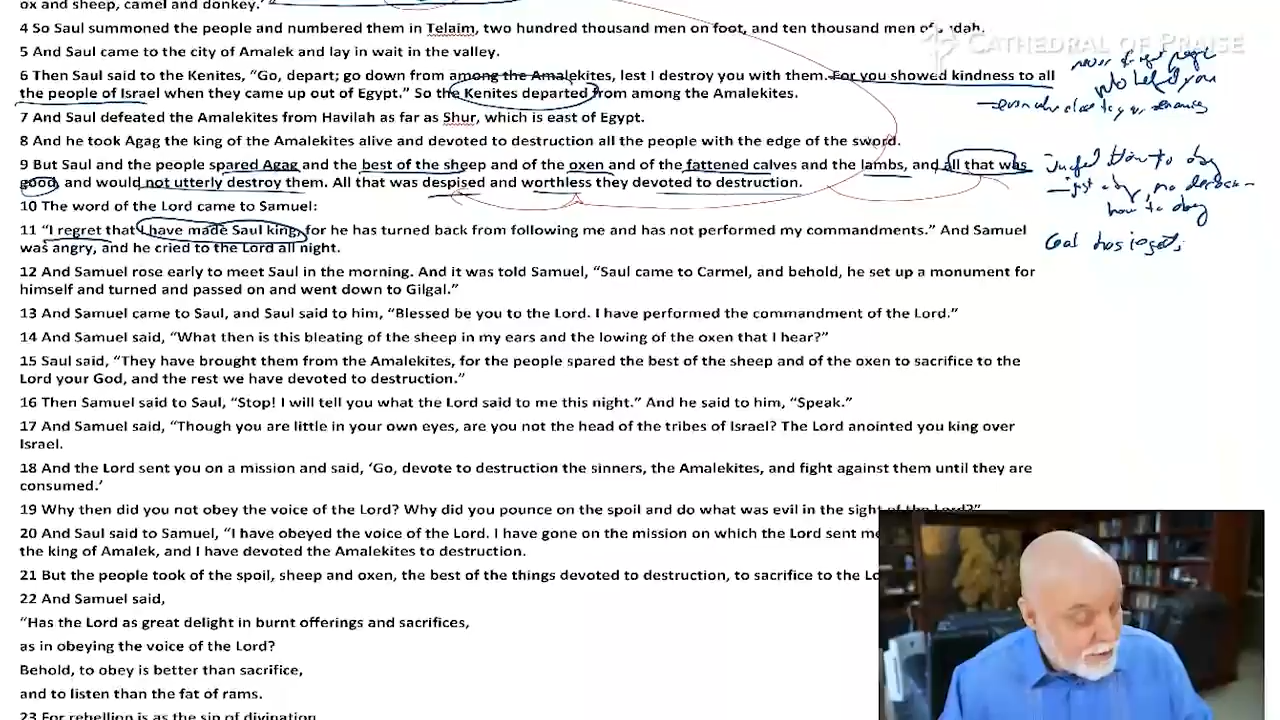 ox and sheep, camel and donkey.’”
4 So Saul summoned the people and numbered them in Telaim, two hundred thousand men on foot, and ten thousand men of Judah.
CATHEDRAL OF PRAISE
5 And Saul came to the city of Amalek and lay in wait in the valley.
6 Then Saul said to the Kenites, “Go, depart; go down from among the Amalekites, lest I destroy you with them. For you showed kindness to all
the people of Israel when they came up out of Egypt.” So the Kenites departed from among the Amalekites.
who helped you
7 And Saul defeated the Amalekites from Havilah as far as Shur, which is east of Egypt.
8 And he took Agag the king of the Amalekites alive and devoted to destruction all the people with the edge of the sword.
9 But Saul and the people spared Agag and the best of the sheep and of the oxen and of the fattened calves and the lambs, and all that was
good, and would not utterly destroy them. All that was despised and worthless they devoted to destruction.
how to obey
10 The word of the Lord came to Samuel:
11 “I regret that I have made Saul king, for he has turned back from following me and has not performed my commandments.” And Samuel
was angry, and he cried to the Lord all night.
God has regets
12 And Samuel rose early to meet Saul in the morning. And it was told Samuel, “Saul came to Carmel, and behold, he set up a monument for
himself and turned and passed on and went down to Gilgal.”
13 And Samuel came to Saul, and Saul said to him, “Blessed be you to the Lord. I have performed the commandment of the Lord.”
14 And Samuel said, “What then is this bleating of the sheep in my ears and the lowing of the oxen that I hear?”
15 Saul said, “They have brought them from the Amalekites, for the people spared the best of the sheep and of the oxen to sacrifice to the
Lord your God, and the rest we have devoted to destruction.”
16 Then Samuel said to Saul, “Stop! I will tell you what the Lord said to me this night.” And he said to him, “Speak.”
17 And Samuel said, “Though you are little in your own eyes, are you not the head of the tribes of Israel? The Lord anointed you king over
Israel.
18 And the Lord sent you on a mission and said, ‘Go, devote to destruction the sinners, the Amalekites, and fight against them until they are
consumed.’
19 Why then did you not obey the voice of the Lord? Why did you pounce on the spoil and do what was evil in the sight of the Lord?”
20 And Saul said to Samuel, “I have obeyed the voice of the Lord. I have gone on the mission on which the Lord sent me
the king of Amalek, and I have devoted the Amalekites to destruction.
21 But the people took of the spoil, sheep and oxen, the best of the things devoted to destruction, to sacrifice to the Lo
22 And Samuel said,
“Has the Lord as great delight in burnt offerings and sacrifices,
as in obeying the voice of the Lord?
Behold, to obey is better than sacrifice,
and to listen than the fat of rams.
23 For rebellion is as the sin of divination